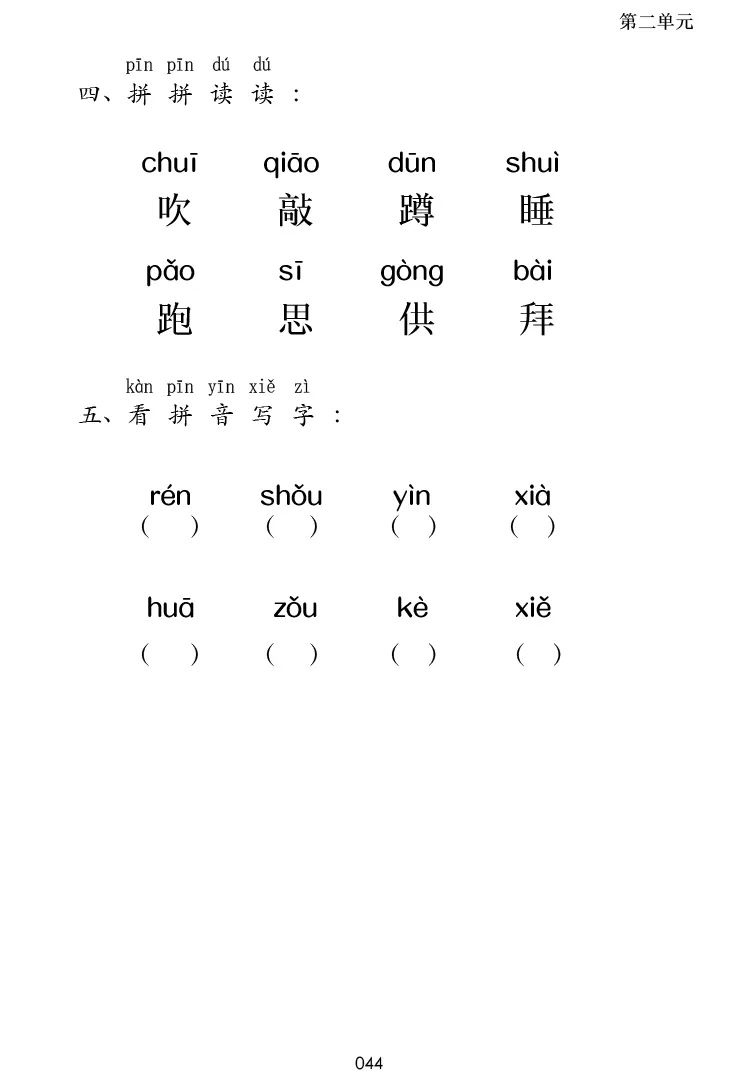 第二单元
pīn pīn dú dú
四、拼拼读读：
chuī qiāo dūn shuì
吹 敲 蹲 睡
pǎo sī gòng bài
跑 思 供 拜
kàn pīn yīn xiě zì
五、看拼音写字：
rén shǒu yìn xià
（ ） （ ） （ ） （ ）
huā zǒu kè xiě
（ ） （ ） （ ） （ ）
044